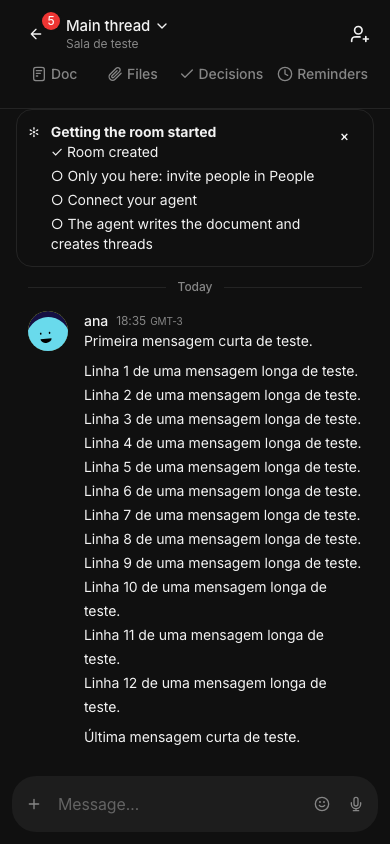 5
Main thread
Sala de teste
Doc
Files
Decisions
Reminders
Getting the room started
✓ Room created
○ Only you here: invite people in People
○ Connect your agent
○ The agent writes the document and
creates threads
Today
ana 18:35 GMT-3
Primeira mensagem curta de teste.
Linha 1 de uma mensagem longa de teste.
Linha 2 de uma mensagem longa de teste.
Linha 3 de uma mensagem longa de teste.
Linha 4 de uma mensagem longa de teste.
Linha 5 de uma mensagem longa de teste.
Linha 6 de uma mensagem longa de teste.
Linha 7 de uma mensagem longa de teste.
Linha 8 de uma mensagem longa de teste.
Linha 9 de uma mensagem longa de teste.
Linha 10 de uma mensagem longa de
teste.
Linha 11 de uma mensagem longa de
teste.
Linha 12 de uma mensagem longa de
teste.
Última mensagem curta de teste.
Message...